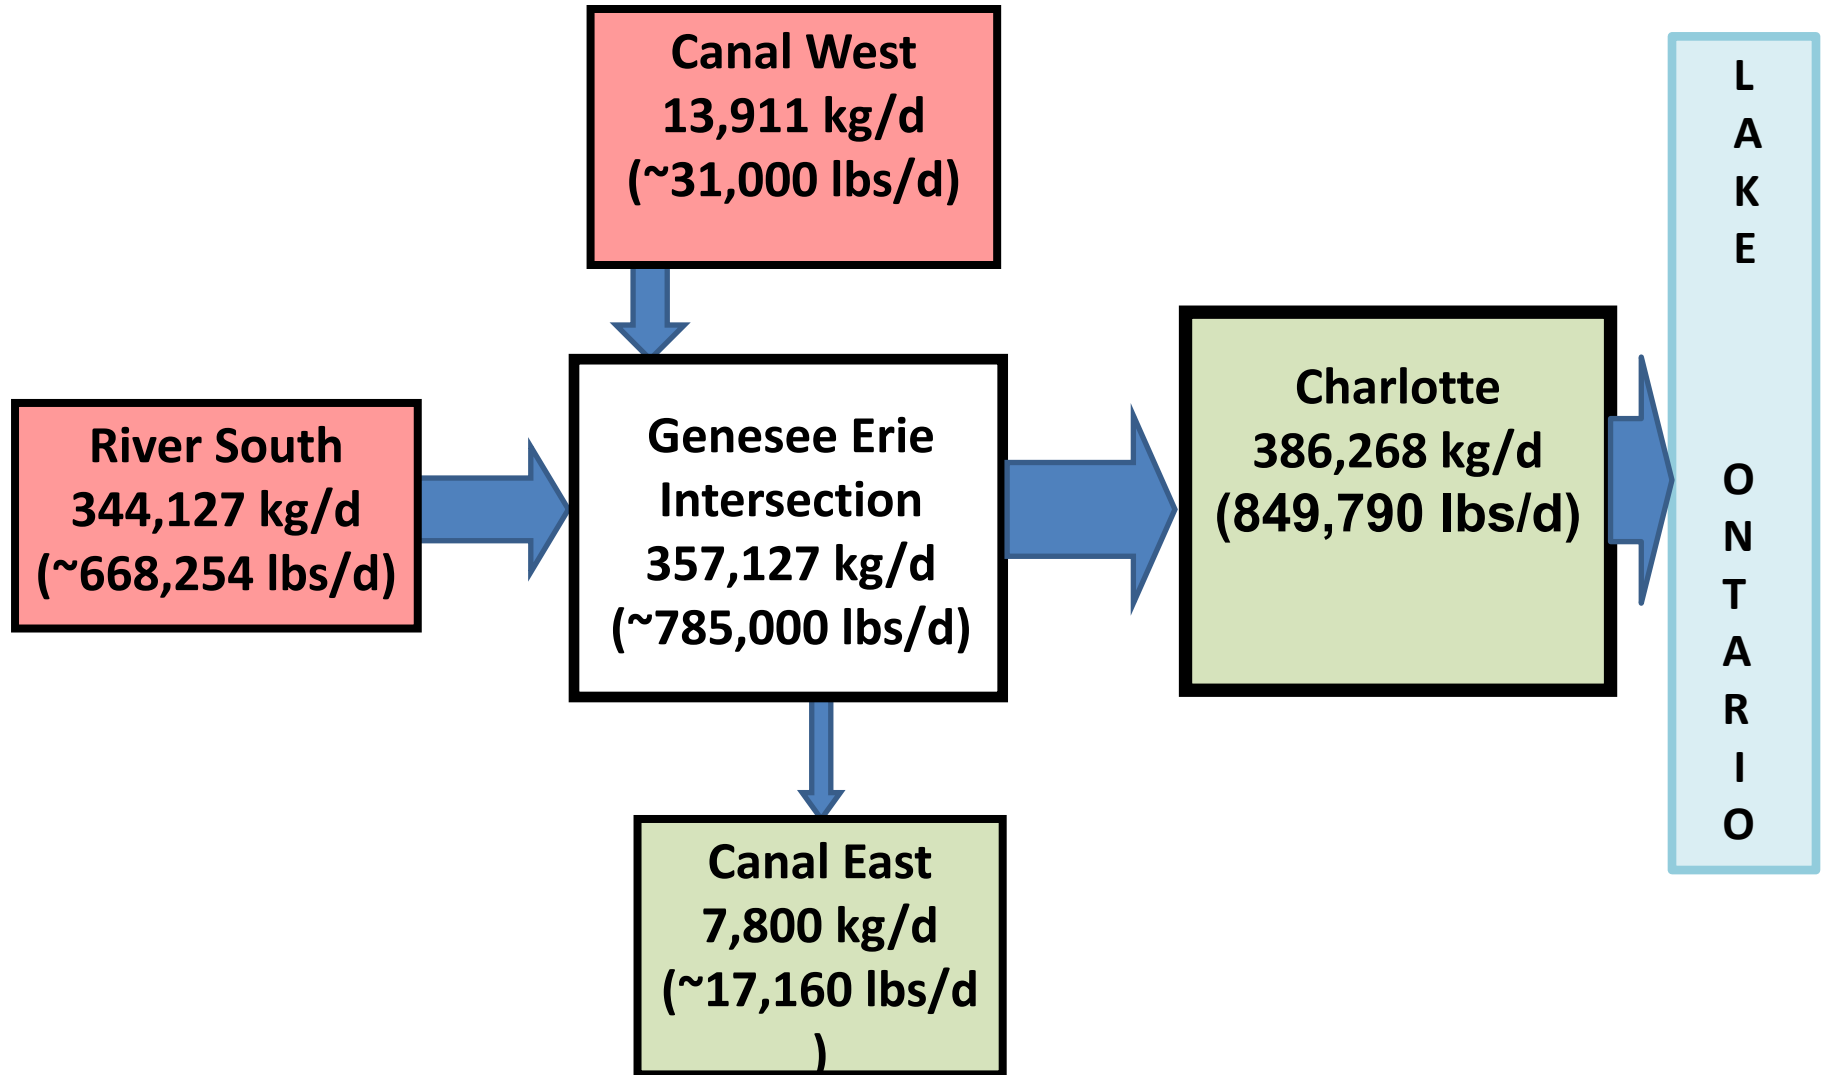 Canal West
13,911 kg/d
(~31,000 lbs/d)
River South
344,127 kg/d
(~668,254 lbs/d)
Genesee Erie
Intersection
357,127 kg/d
(~785,000 lbs/d)
Charlotte
386,268 kg/d
(849,790 lbs/d)
Canal East
7,800 kg/d
(~17,160 lbs/d
)
L
A
K
E
O
N
T
A
R
I
O